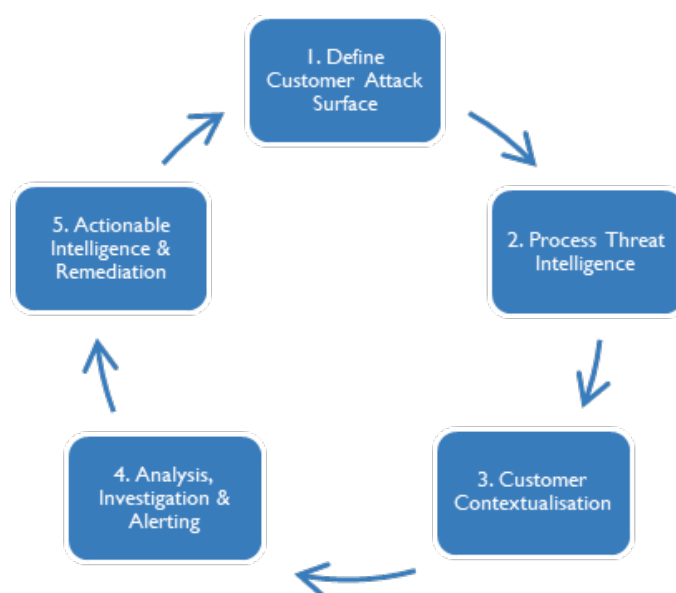 1. Define
Customer Attack
Surface
2. Process Threat
Intelligence
3. Customer
Contextualisation
4. Analysis,
Investigation &
Alerting
5. Actionable
Intelligence &
Remediation